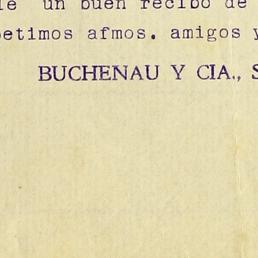 un buen recibo de
petimos afmos. amigos y
BUCHENAU Y CIA., S